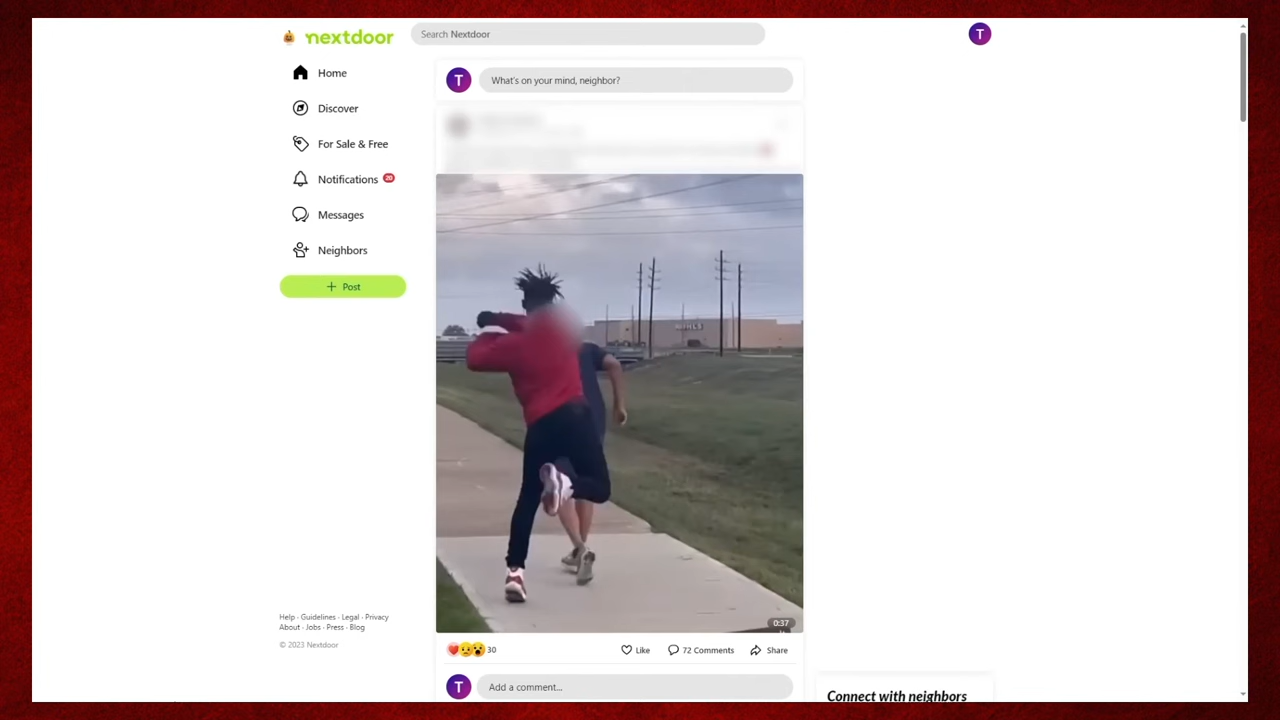 nextdoor
Search Nextdoor
T
Home
Discover
For Sale & Free
Notifications 20
Messages
Neighbors
+ Post
Help · Guidelines · Legal · Privacy
About · Jobs · Press · Blog
© 2023 Nextdoor
T
What's on your mind, neighbor?
KOHLS
0:37
30
Like
72 Comments
Share
T
Add a comment...
Connect with neighbors